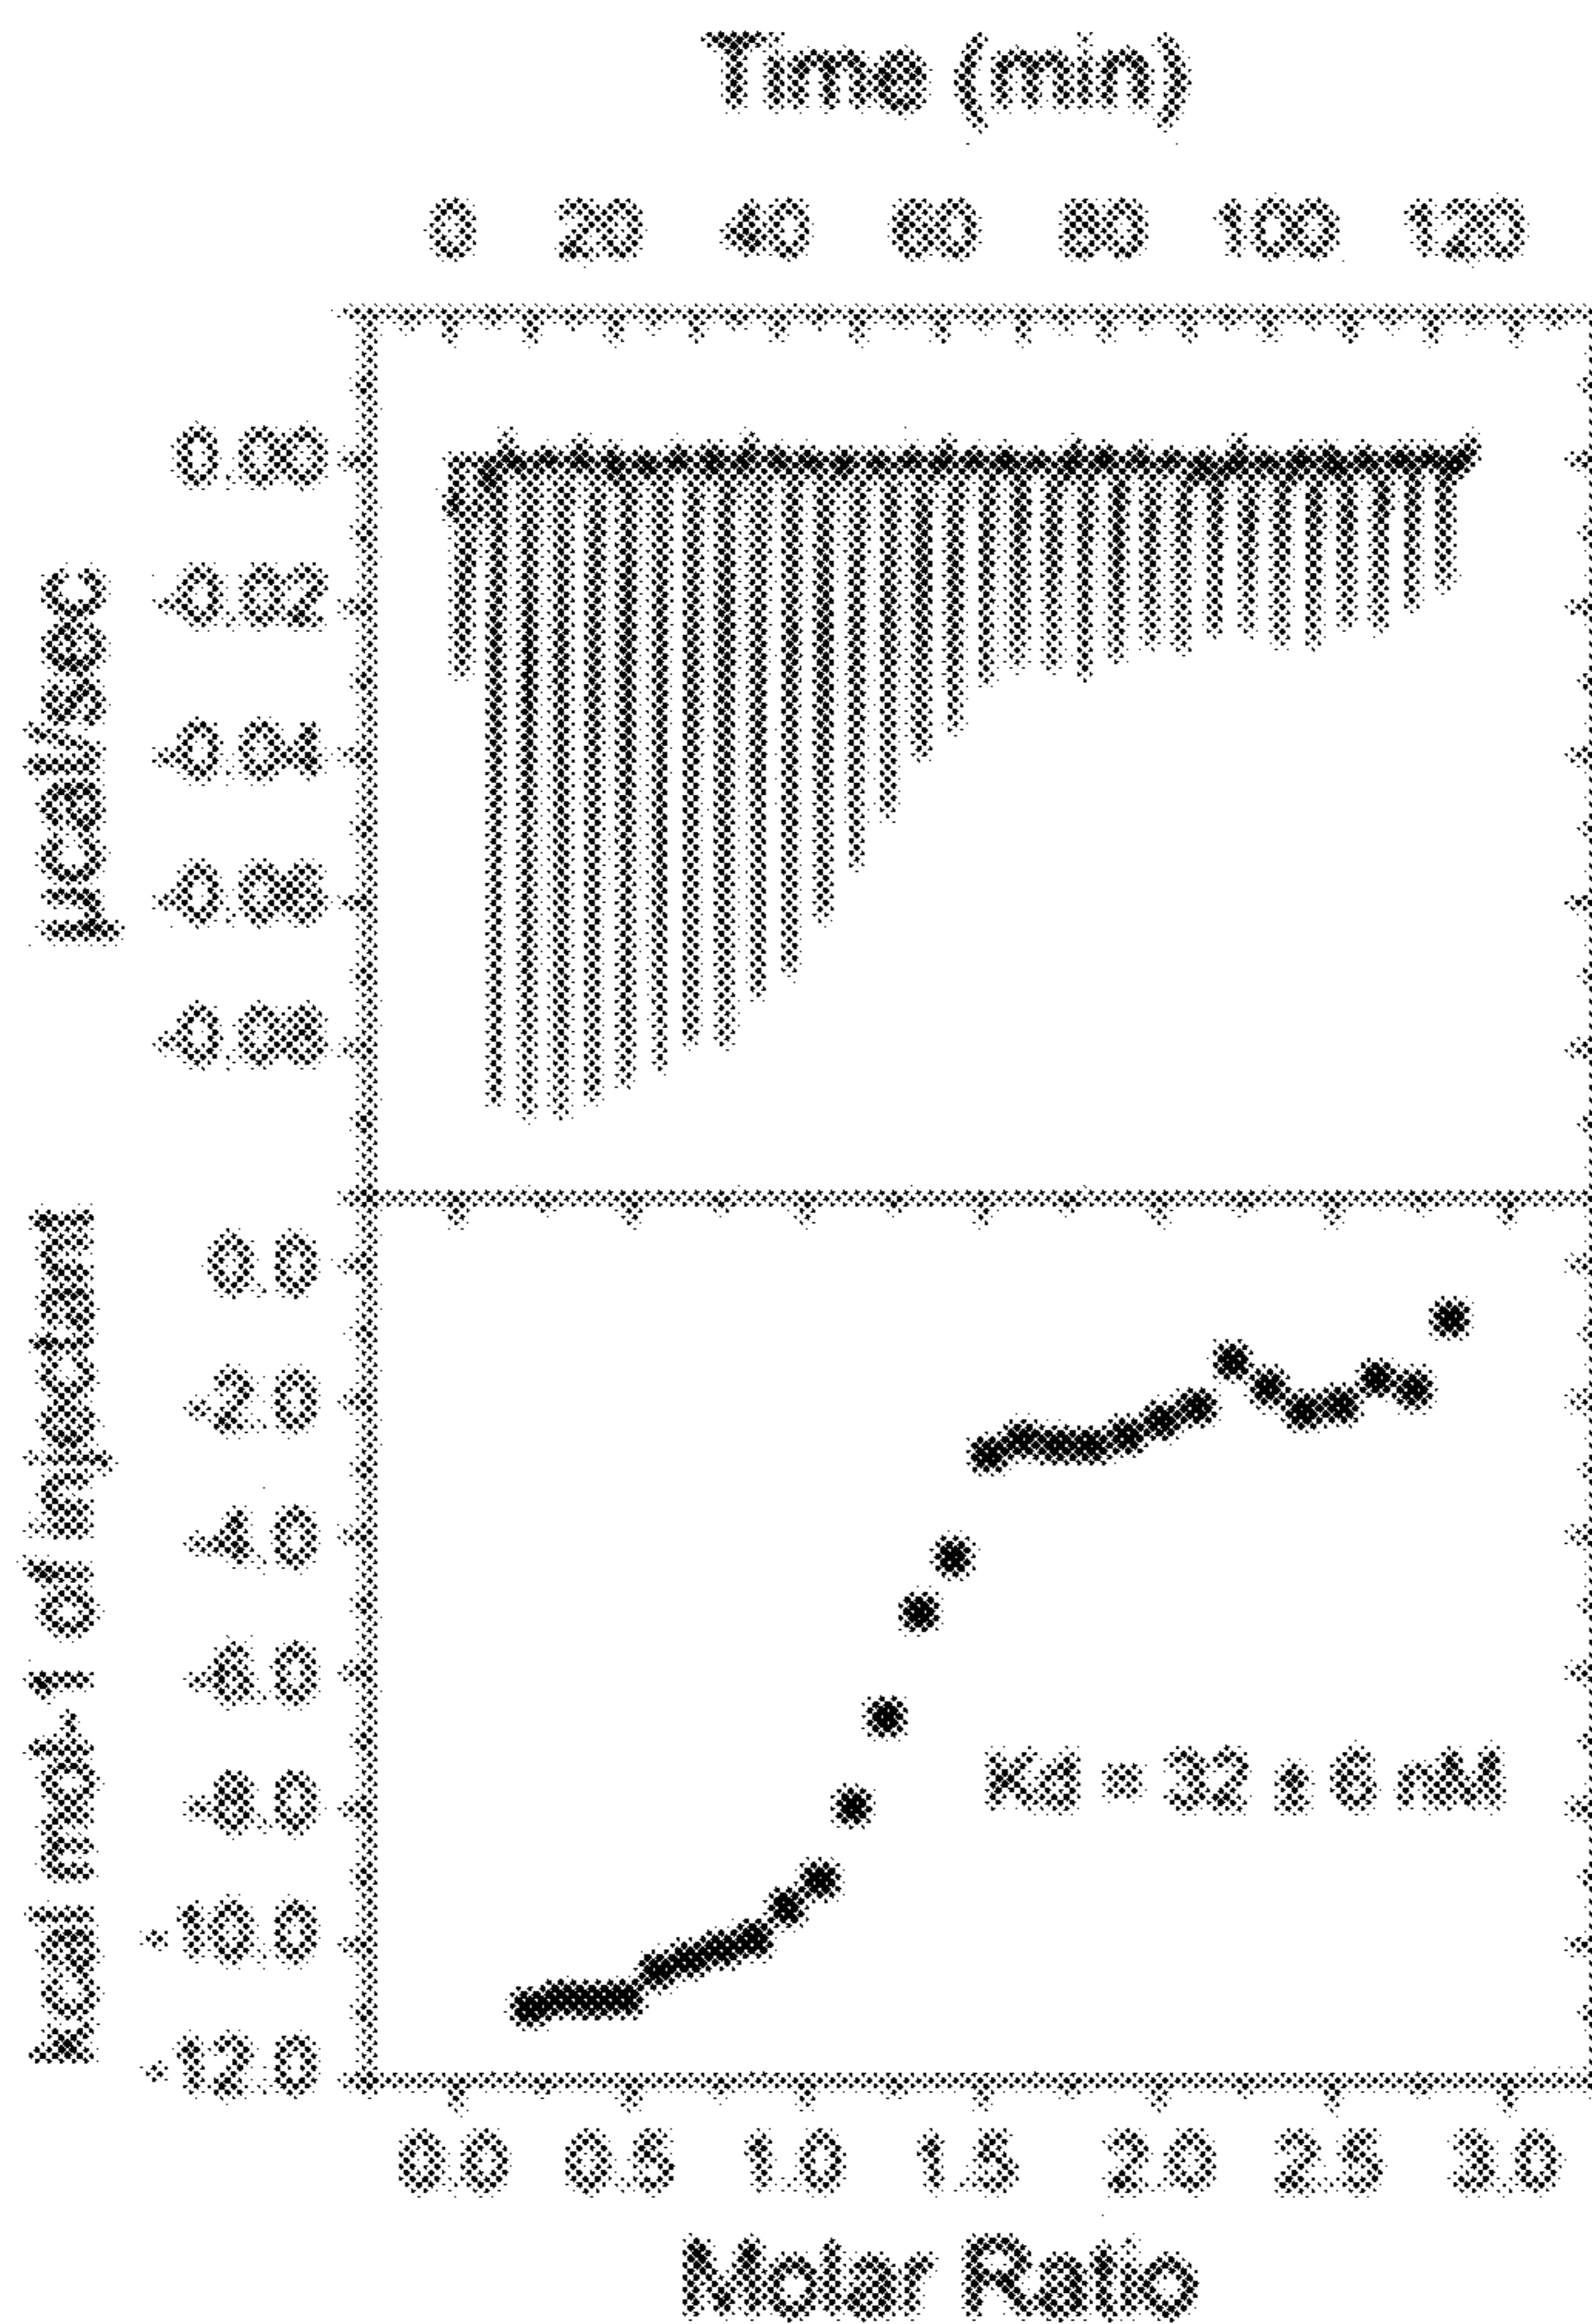 Time (min)
0 20 40 60 80 100 120
µcal/sec
0.00
-0.02
-0.04
-0.06
-0.08
kcal mol-1 of injectant
0.0
-2.0
-4.0
-6.0
-8.0
-10.0
-12.0
Kd = 32 ± 6 nM
0.0 0.5 1.0 1.5 2.0 2.5 3.0
Molar Ratio